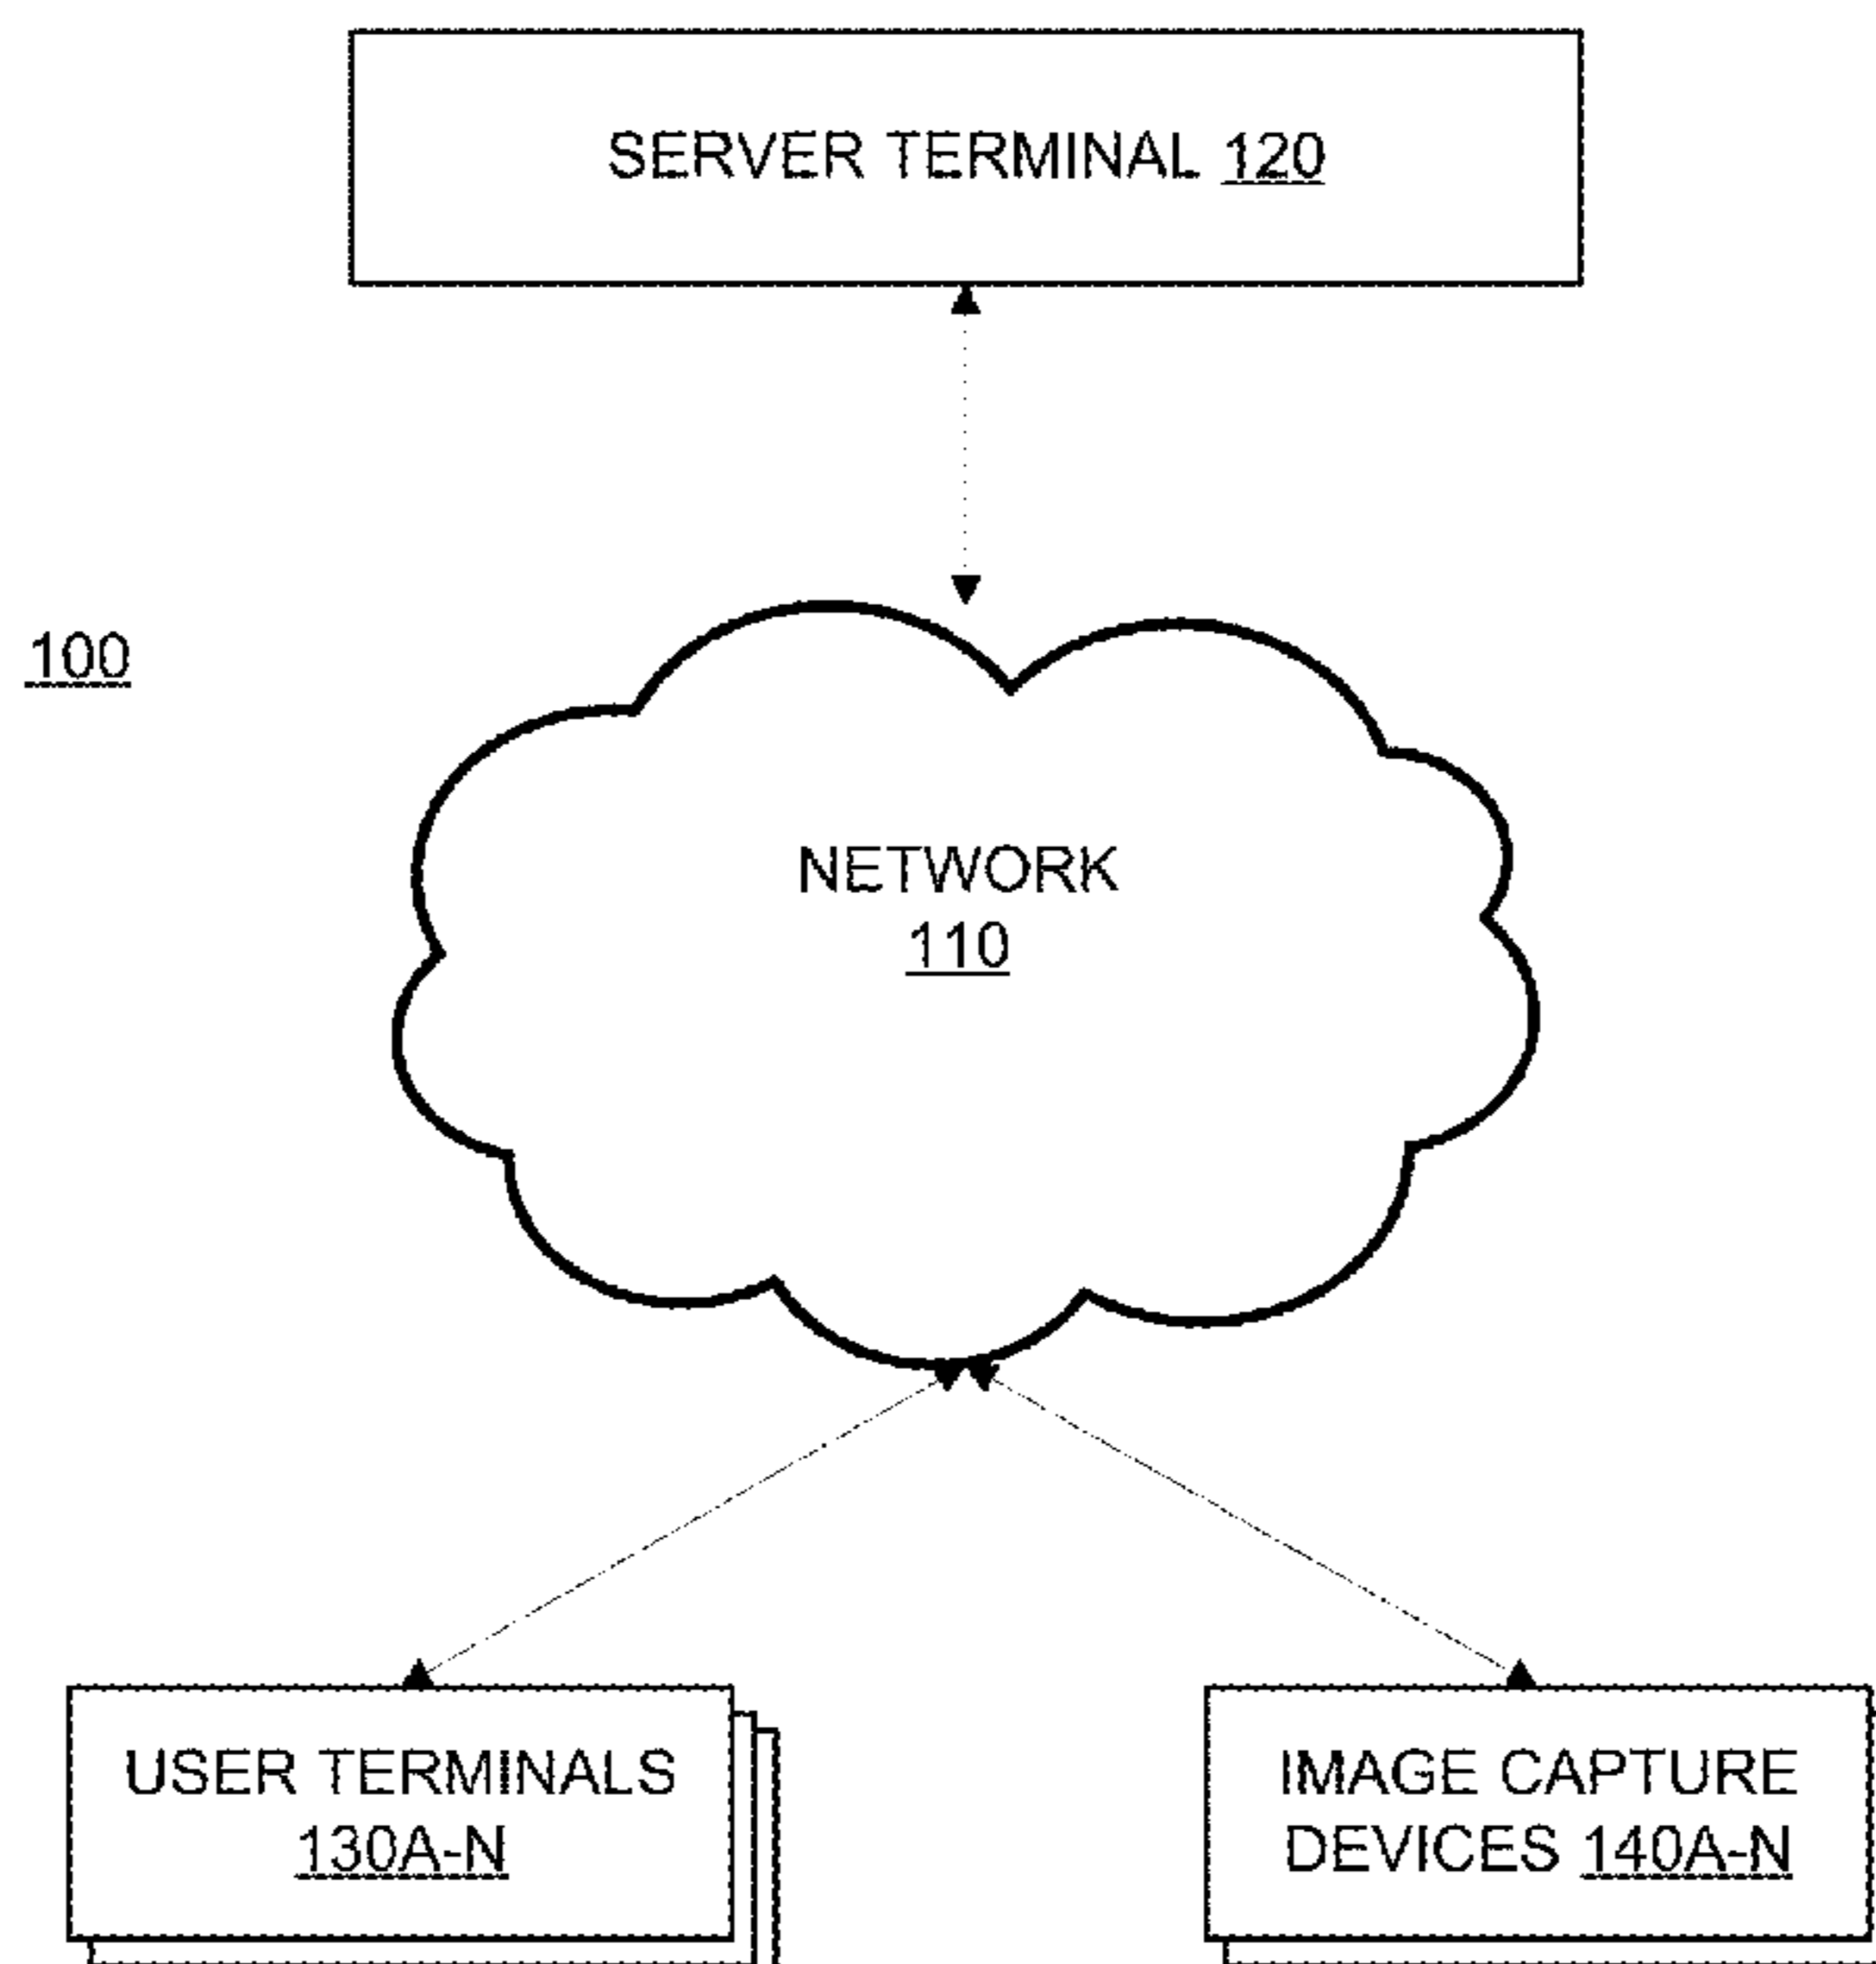 SERVER TERMINAL 120
100
NETWORK
110
USER TERMINALS
130A-N
IMAGE CAPTURE
DEVICES 140A-N